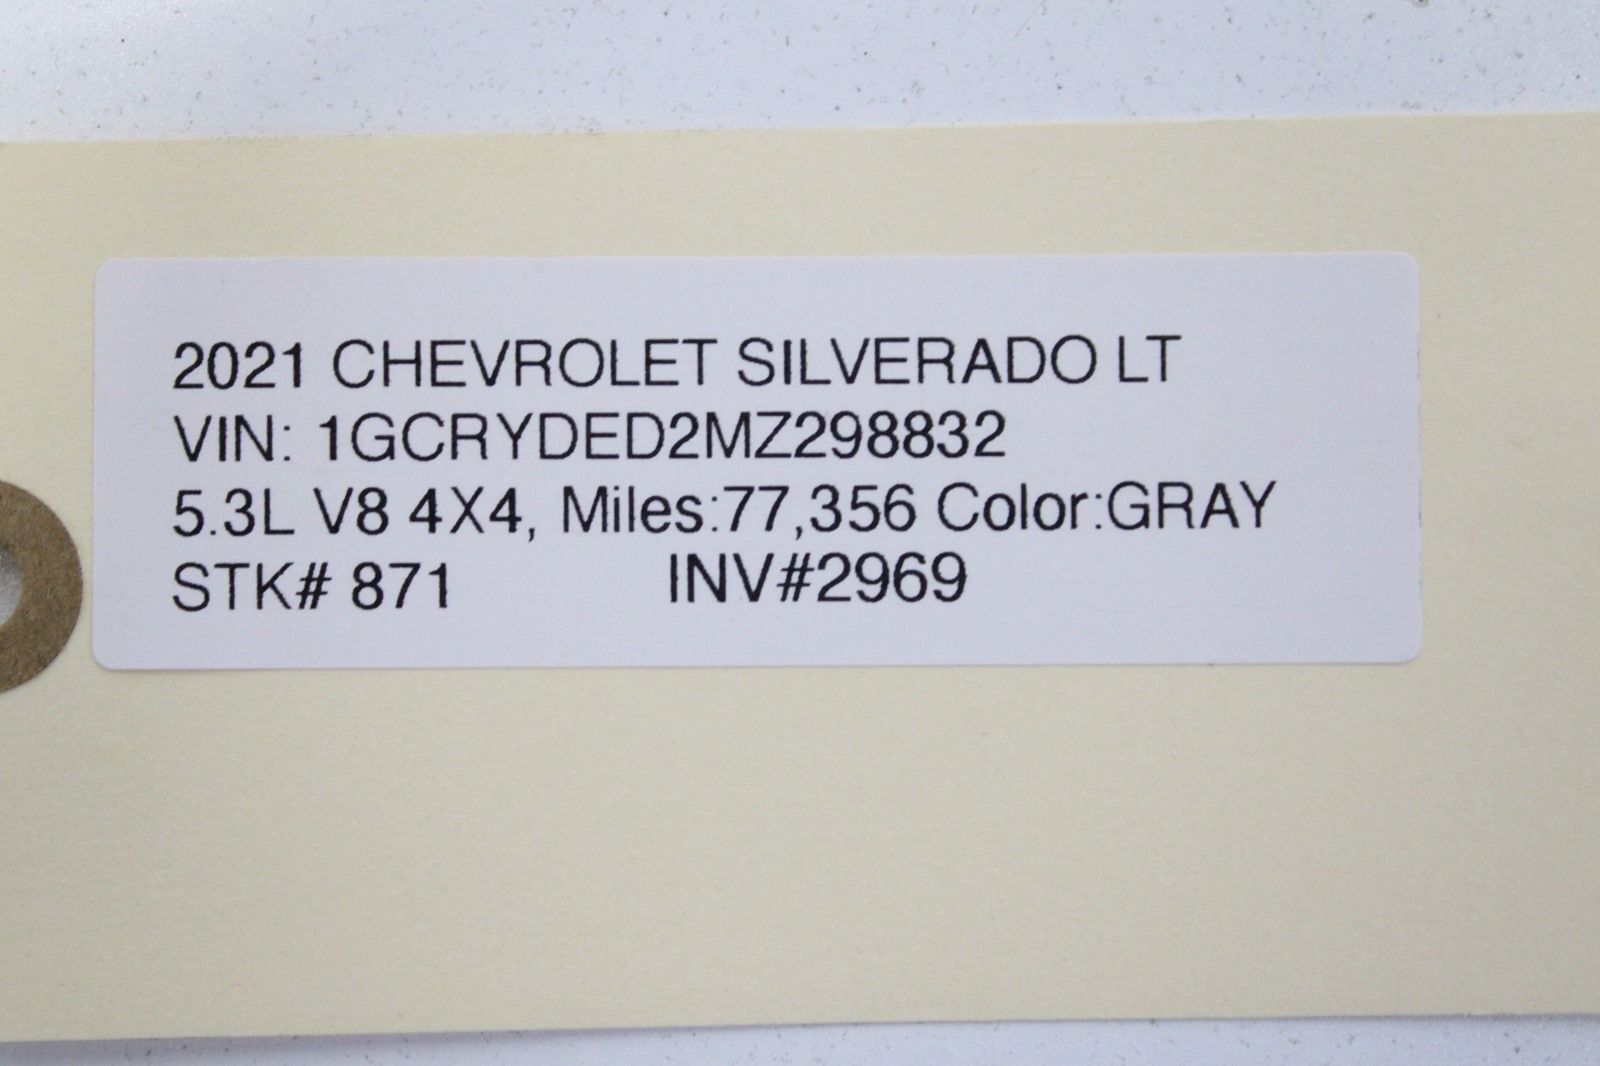 2021 CHEVROLET SILVERADO LT
VIN: 1GCRYDED2MZ298832
5.3L V8 4X4, Miles:77,356 Color:GRAY
STK# 871 INV#2969